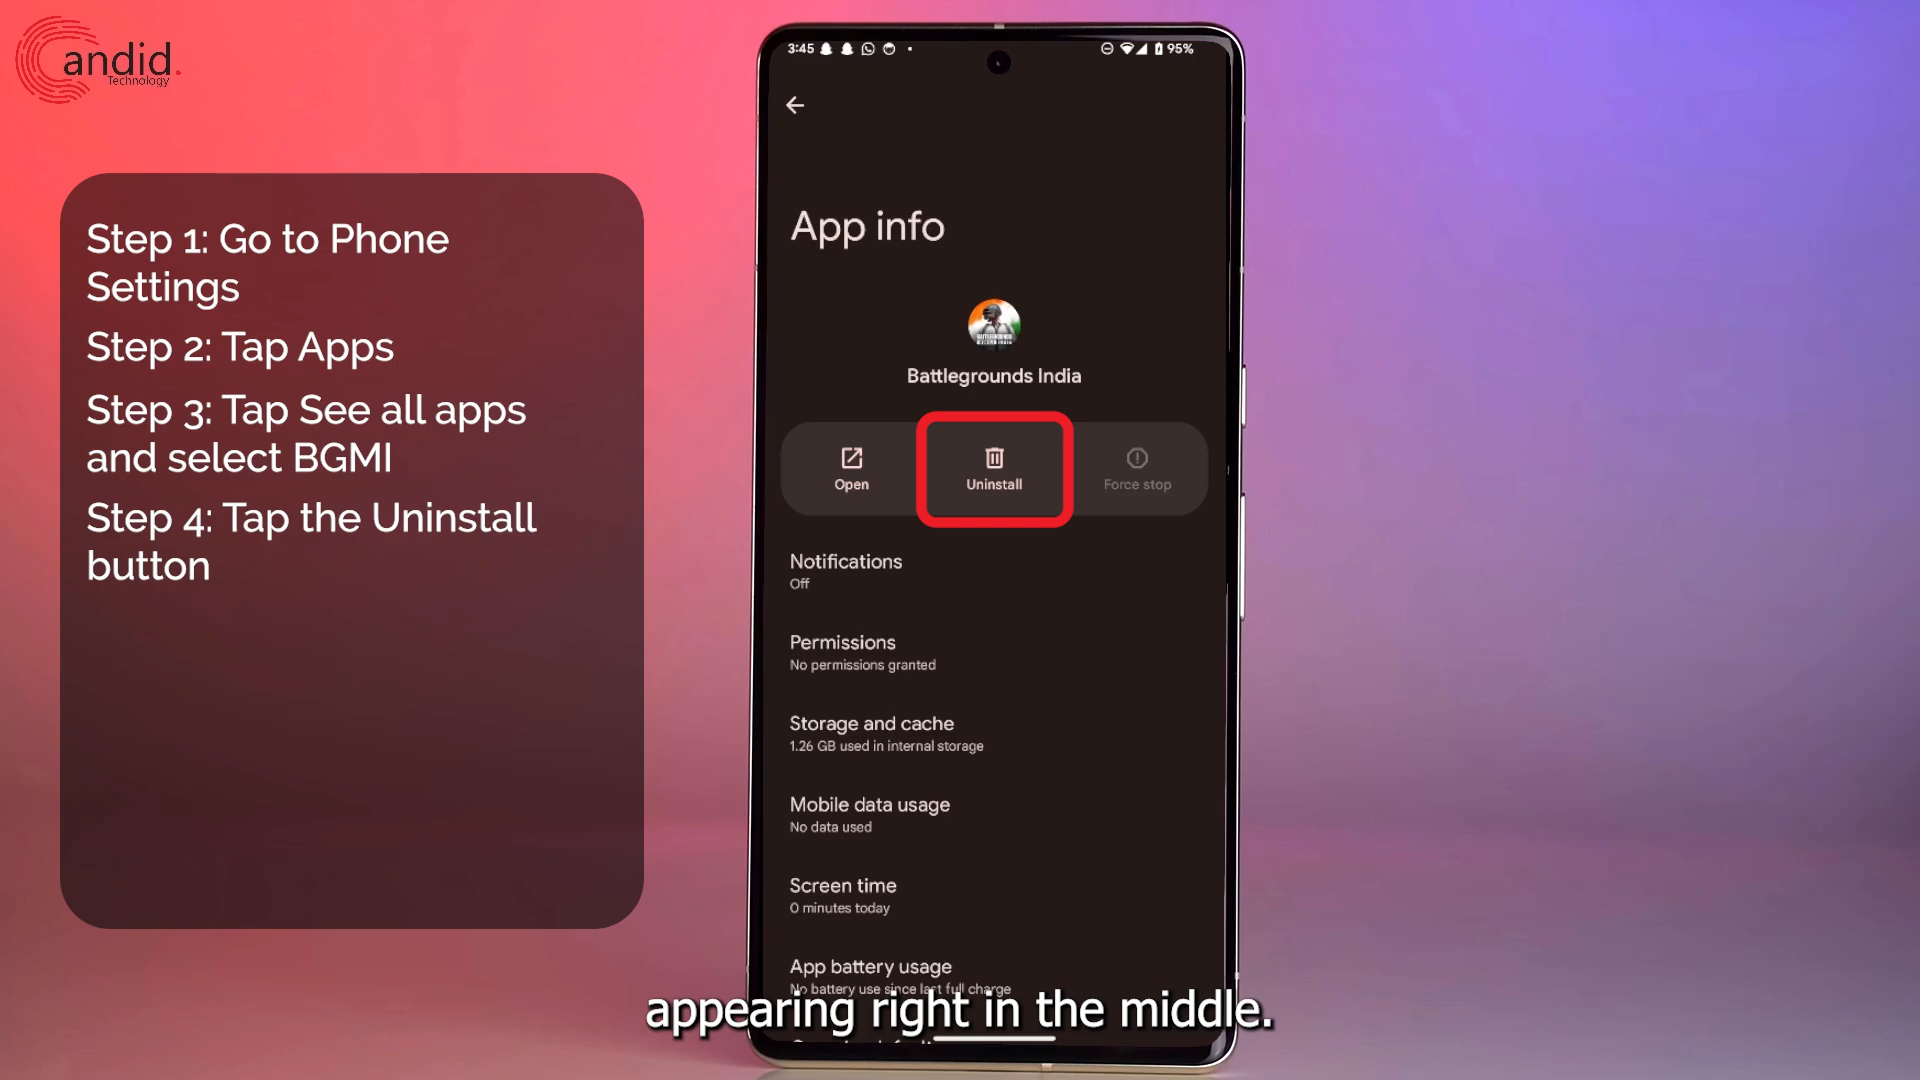 andid.
Technology
Step 1: Go to Phone
Settings
Step 2: Tap Apps
Step 3: Tap See all apps
and select BGMI
Step 4: Tap the Uninstall
button
3:45
95%
App info
BATTLEGROUNDS
Battlegrounds India
Open
Uninstall
Force stop
Notifications
Off
Permissions
No permissions granted
Storage and cache
1.26 GB used in internal storage
Mobile data usage
No data used
Screen time
0 minutes today
App battery usage
No battery use since last full charge
appearing right in the middle.